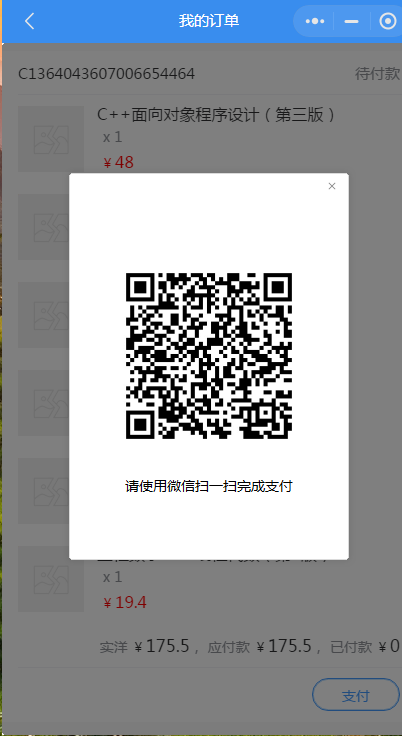 我的订单
C1364043607006654464
待付款
C++面向对象程序设计（第三版）
x 1
￥48
×
请使用微信扫一扫完成支付
x 1
￥19.4
实洋 ￥175.5 ，应付款 ￥175.5 ，已付款 ￥0
支付